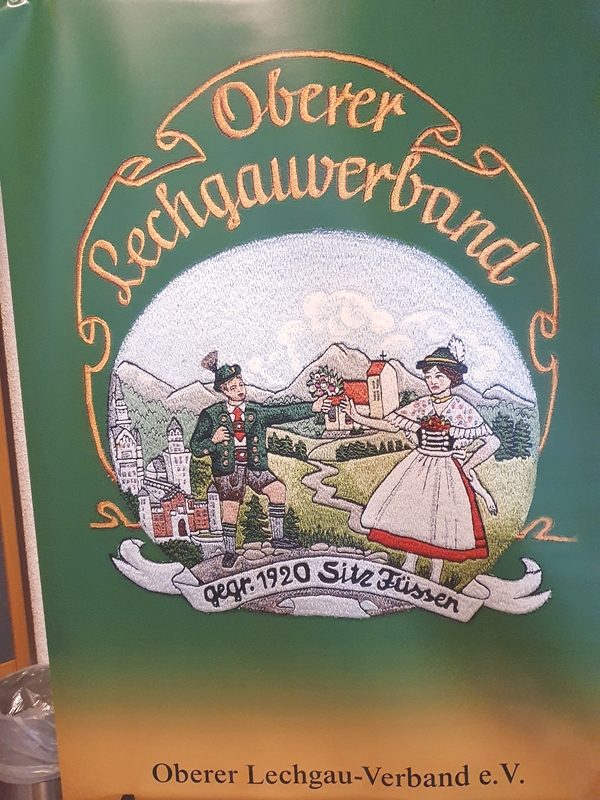 Oberer
Lechgauverband
gegr. 1920 Sitz Füssen
Oberer Lechgau-Verband e.V.